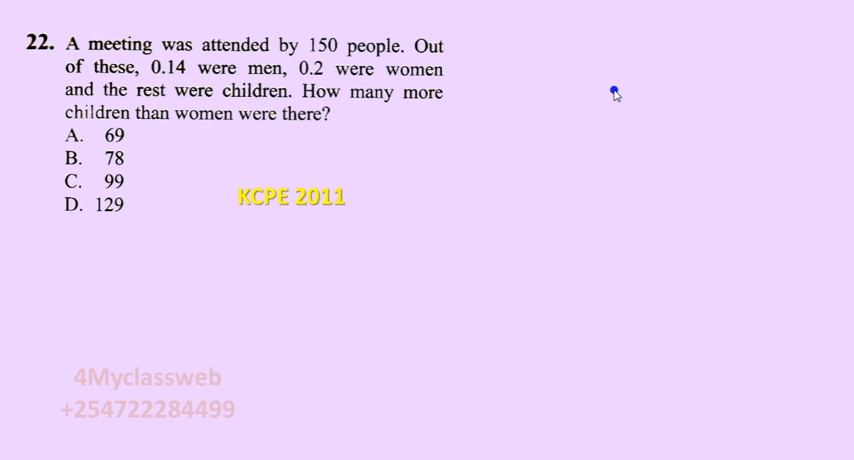 22. A meeting was attended by 150 people. Out
of these, 0.14 were men, 0.2 were women
and the rest were children. How many more
children than women were there?
A. 69
B. 78
C. 99
D. 129
KCPE 2011
4Myclassweb
+254722284499